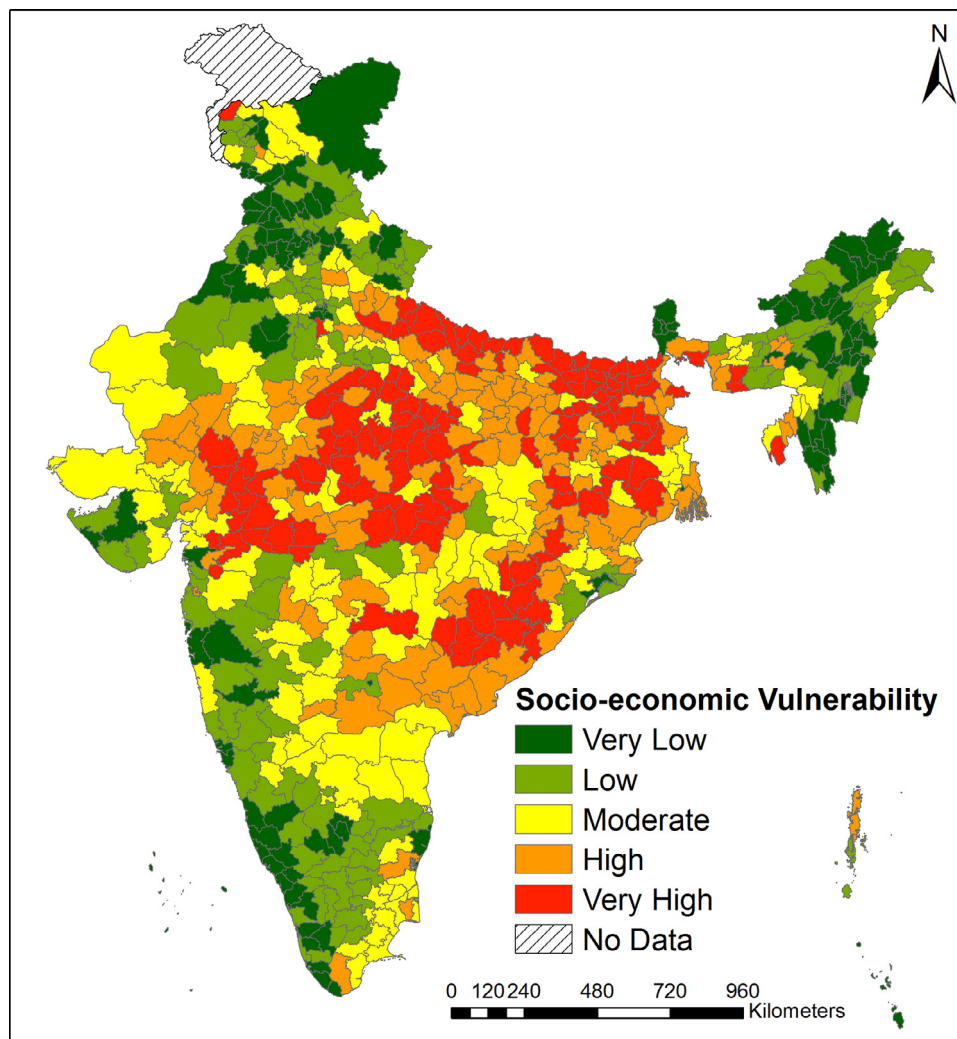 N
Socio-economic Vulnerability
Very Low
Low
Moderate
High
Very High
No Data
0 120 240 480 720 960
Kilometers